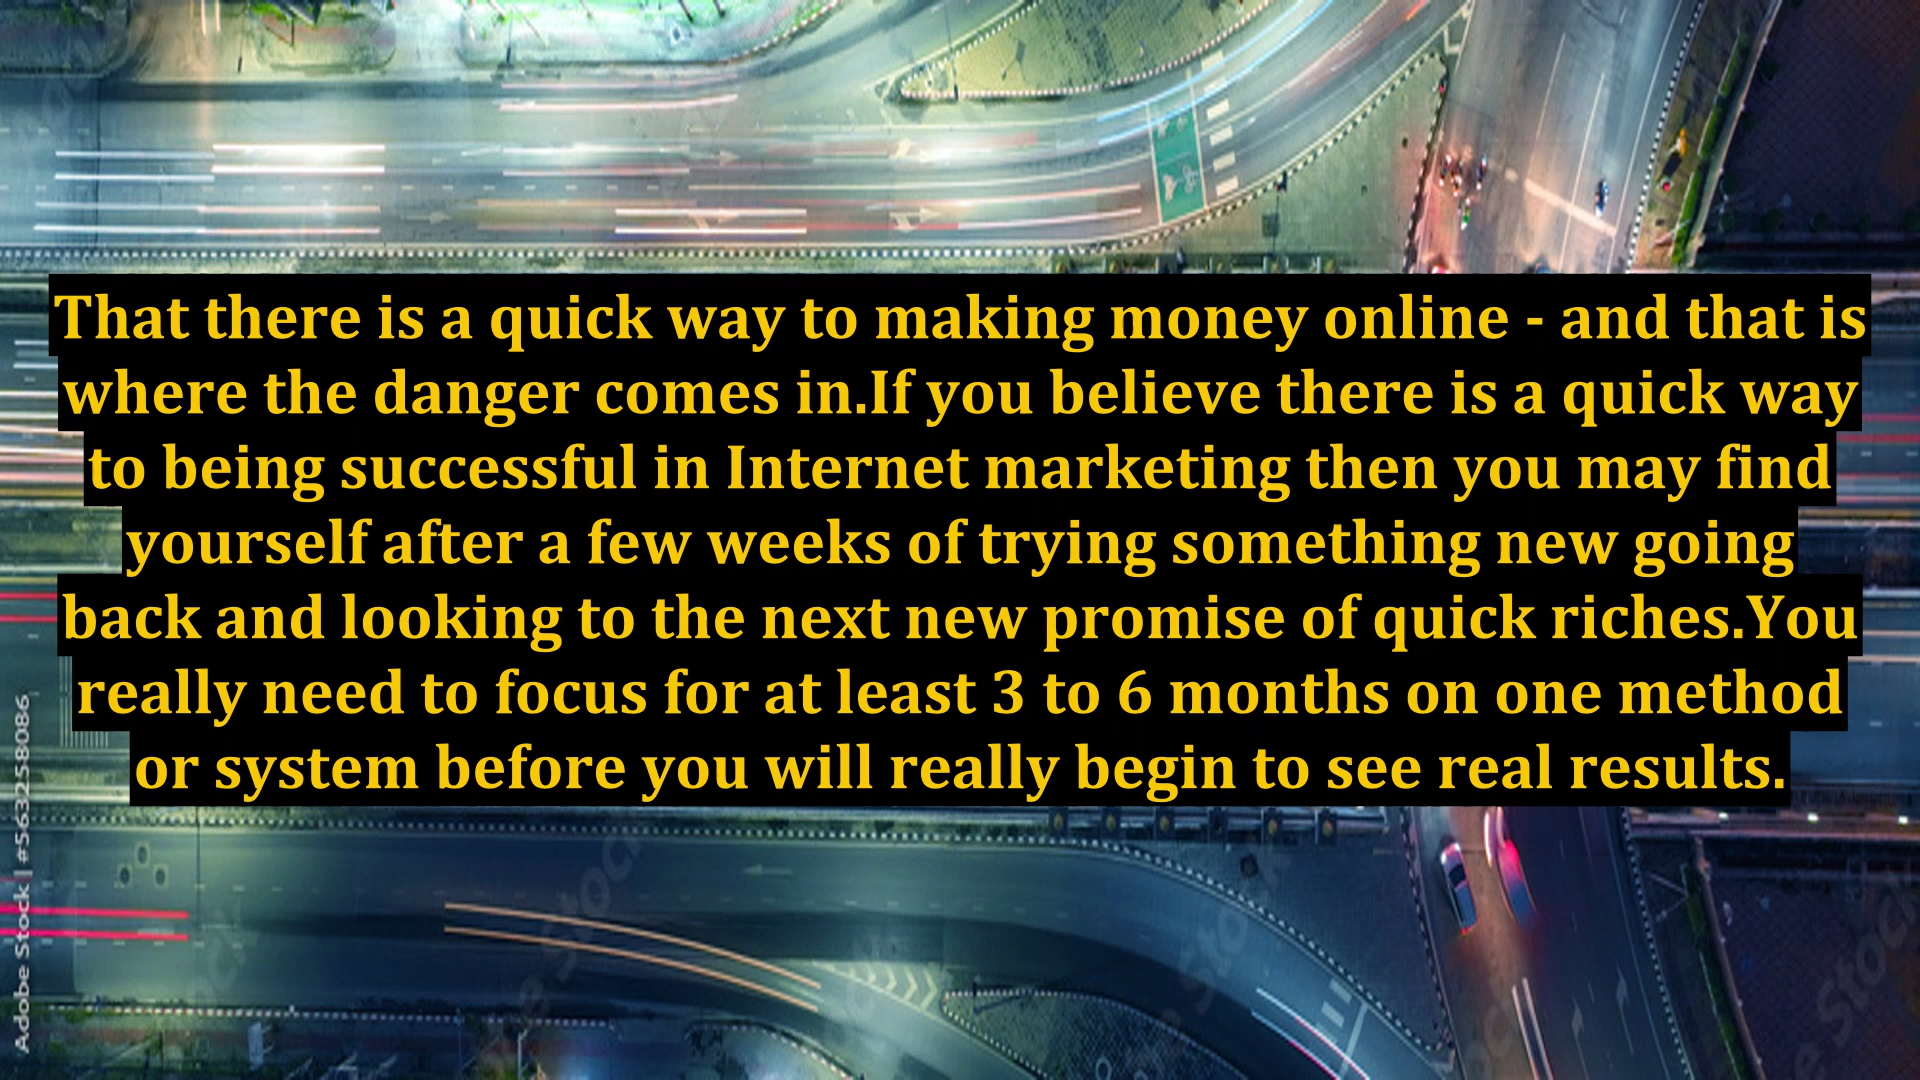 That there is a quick way to making money online - and that is
where the danger comes in.If you believe there is a quick way
to being successful in Internet marketing then you may find
yourself after a few weeks of trying something new going
back and looking to the next new promise of quick riches.You
really need to focus for at least 3 to 6 months on one method
or system before you will really begin to see real results.
Adobe Stock | #563258086